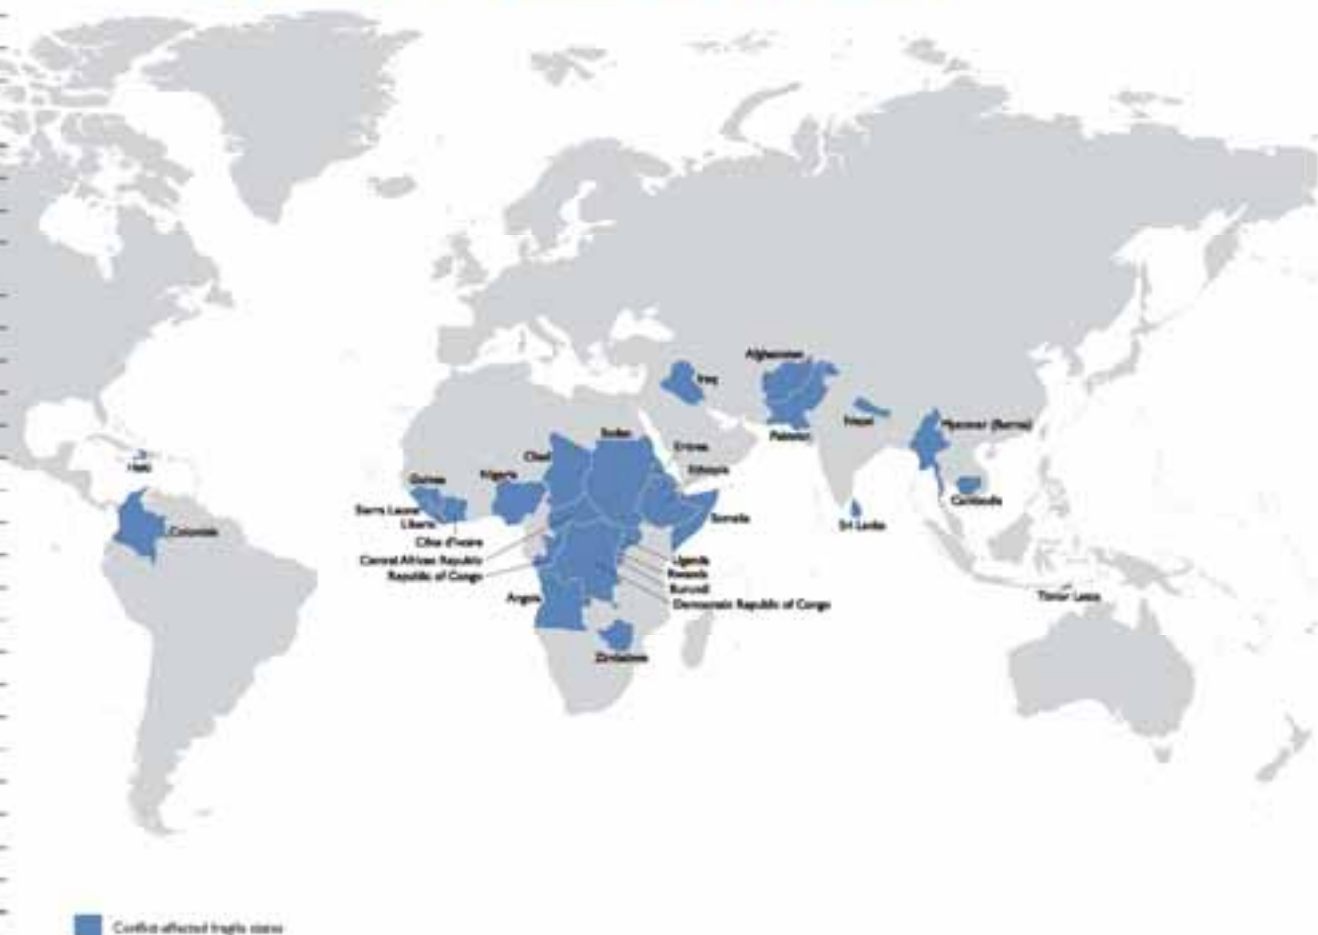 Afghanistan
Iraq
Nepal
Myanmar (Burma)
Pakistan
Sudan
Eritrea
Chad
Ethiopia
Haiti
Guinea
Nigeria
Cambodia
Sierra Leone
Somalia
Liberia
Sri Lanka
Colombia
Côte d'Ivoire
Central African Republic
Uganda
Republic of Congo
Rwanda
Burundi
Angola
Democratic Republic of Congo
Timor Leste
Zimbabwe
Conflict-affected fragile states